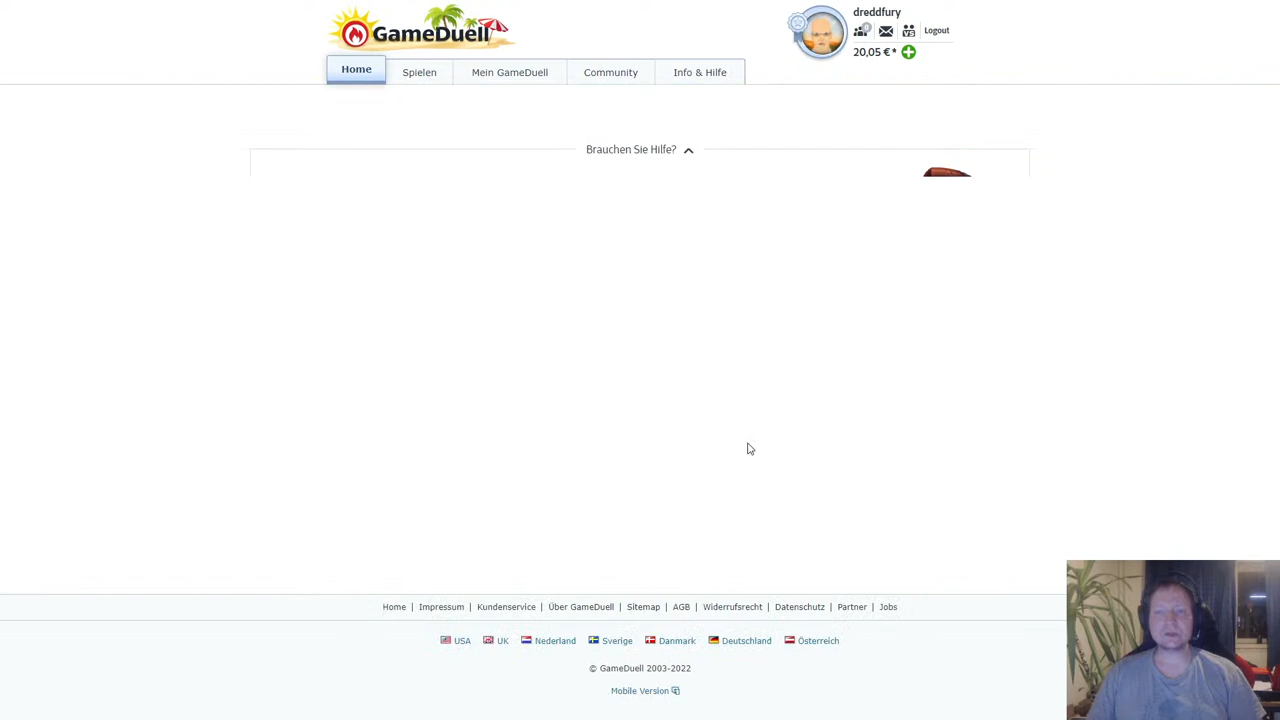 GameDuell
dreddfury
VS
Logout
20,05 € *
Home
Spielen
Mein GameDuell
Community
Info & Hilfe
Brauchen Sie Hilfe?
Home | Impressum | Kundenservice | Über GameDuell | Sitemap | AGB | Widerrufsrecht | Datenschutz | Partner | Jobs
USA UK Nederland Sverige Danmark Deutschland Österreich
© GameDuell 2003-2022
Mobile Version